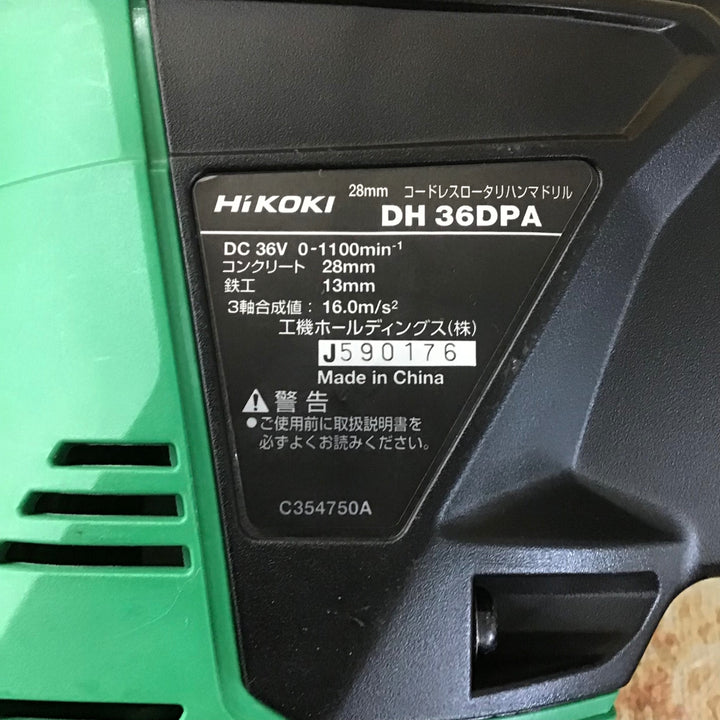 HiKOKI 28mm コードレスロータリハンマドリル
DH 36DPA
DC 36V 0-1100min⁻¹
コンクリート 28mm
鉄工 13mm
3軸合成値：16.0m/s²
工機ホールディングス(株)
J590176
Made in China
⚠警告
●ご使用前に取扱説明書を
必ずよくお読みください。
C354750A